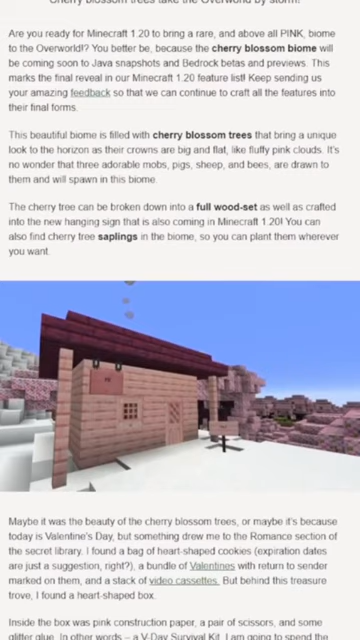 Cherry blossom trees take the Overworld by storm!
Are you ready for Minecraft 1.20 to bring a rare, and above all PINK, biome
to the Overworld!? You better be, because the cherry blossom biome will
be coming soon to Java snapshots and Bedrock betas and previews. This
marks the final reveal in our Minecraft 1.20 feature list! Keep sending us
your amazing feedback so that we can continue to craft all the features into
their final forms.
This beautiful biome is filled with cherry blossom trees that bring a unique
look to the horizon as their crowns are big and flat, like fluffy pink clouds. It's
no wonder that three adorable mobs, pigs, sheep, and bees, are drawn to
them and will spawn in this biome.
The cherry tree can be broken down into a full wood-set as well as crafted
into the new hanging sign that is also coming in Minecraft 1.20! You can
also find cherry tree saplings in the biome, so you can plant them wherever
you want.
Maybe it was the beauty of the cherry blossom trees, or maybe it's because
today is Valentine's Day, but something drew me to the Romance section of
the secret library. I found a bag of heart-shaped cookies (expiration dates
are just a suggestion, right?), a bundle of Valentines with return to sender
marked on them, and a stack of video cassettes. But behind this treasure
trove, I found a heart-shaped box.
Inside the box was pink construction paper, a pair of scissors, and some
glitter glue. In other words – a V-Day Survival Kit. I am going to spend the